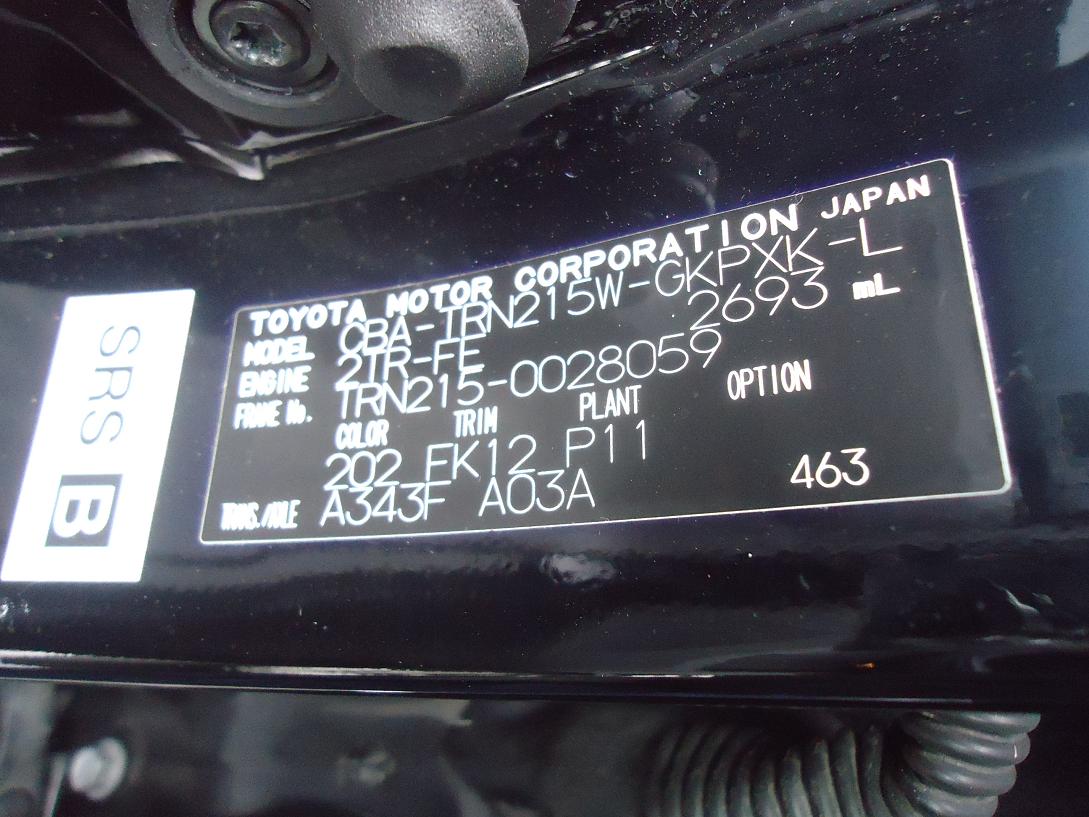 TOYOTA MOTOR CORPORATION JAPAN
MODEL CBA-TRN215W-GKPXK-L
ENGINE 2TR-FE 2693 mL
FRAME No. TRN215-0028059
COLOR TRIM PLANT OPTION
202 FK12 P11
TRANS./AXLE A343F A03A 463
SRS B